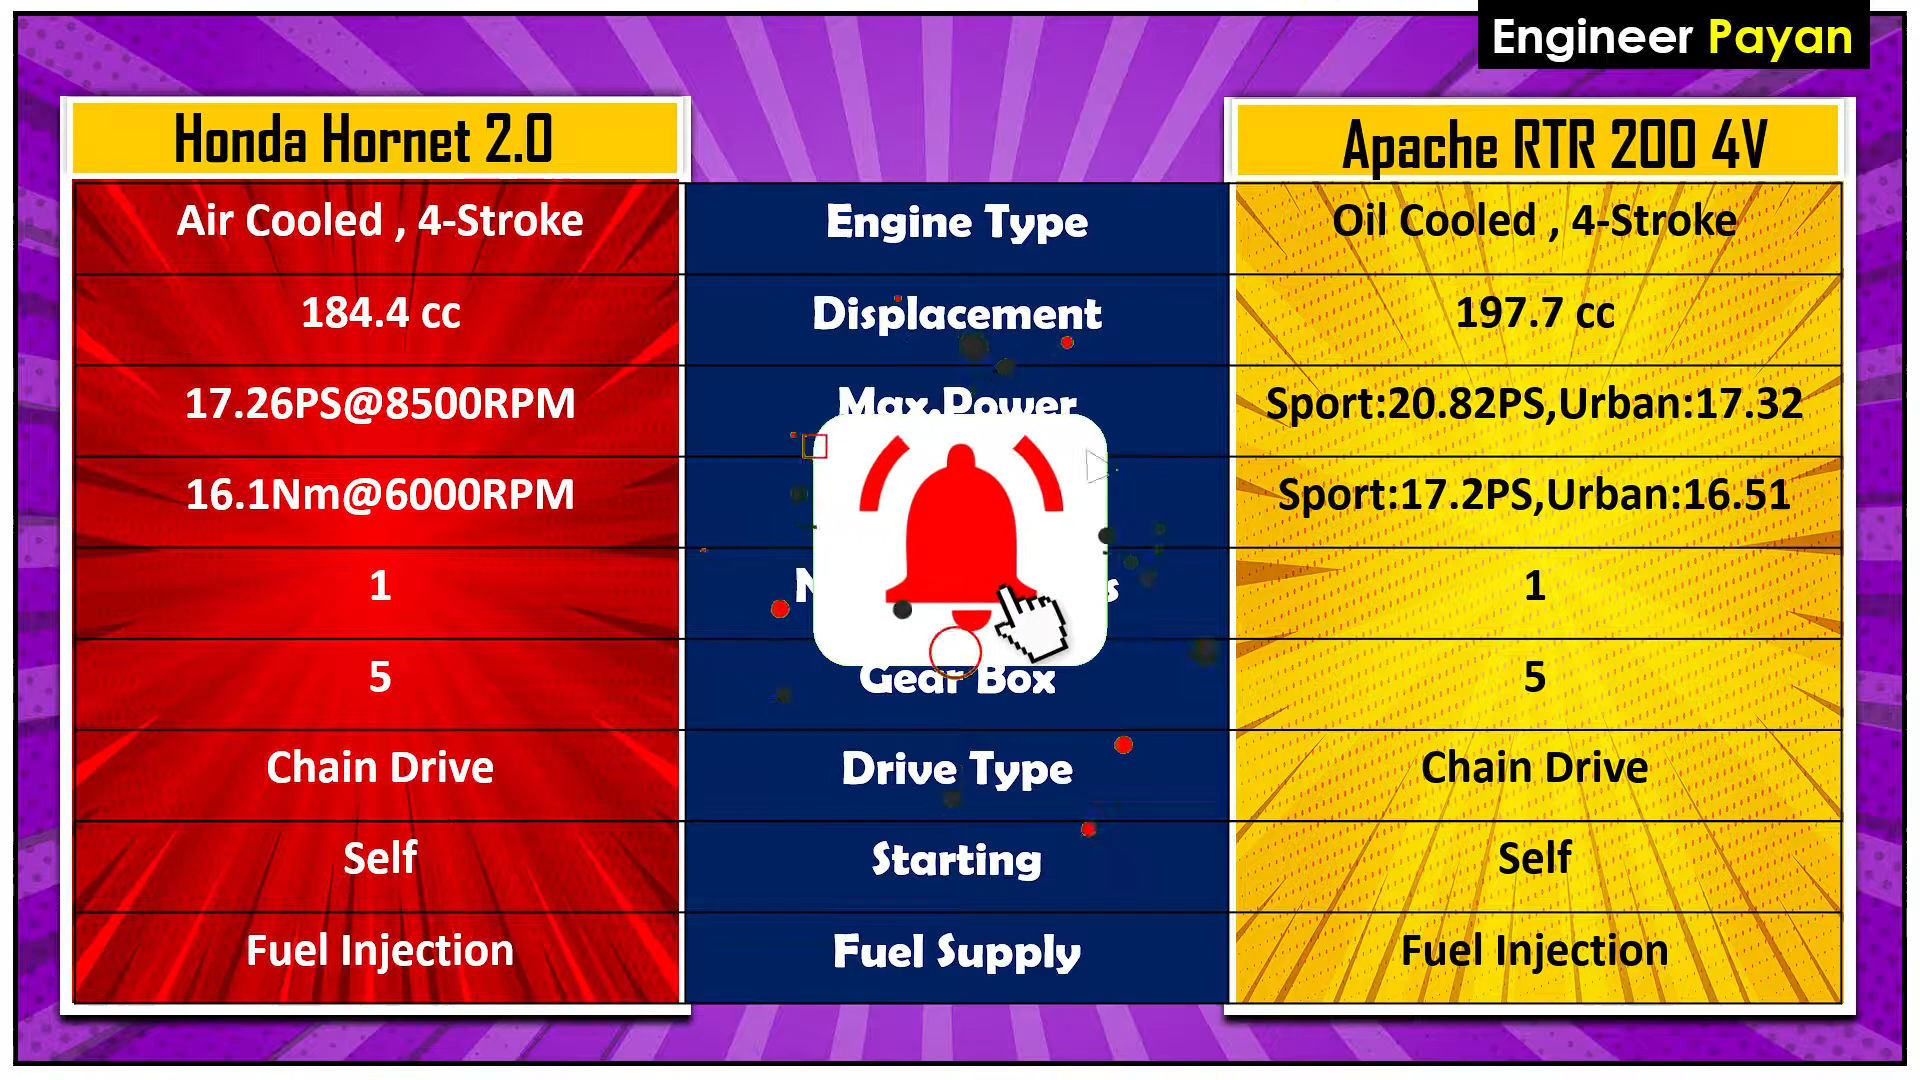 Engineer Payan
Honda Hornet 2.0
Apache RTR 200 4V
Air Cooled , 4-Stroke Engine Type Oil Cooled , 4-Stroke
184.4 cc Displacement 197.7 cc
17.26PS@8500RPM Max.Power Sport:20.82PS,Urban:17.32
16.1Nm@6000RPM Sport:17.2PS,Urban:16.51
1 1
5 Gear Box 5
Chain Drive Drive Type Chain Drive
Self Starting Self
Fuel Injection Fuel Supply Fuel Injection